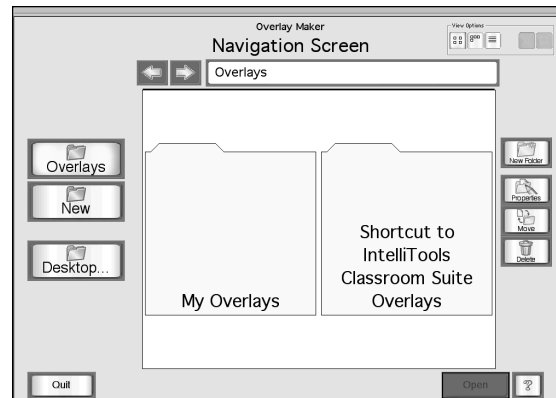 Overlay Maker
View Options
Navigation Screen
Overlays
Overlays
New
Desktop...
My Overlays
Shortcut to
IntelliTools
Classroom Suite
Overlays
New Folder
Properties
Move
Delete
Quit
Open
?